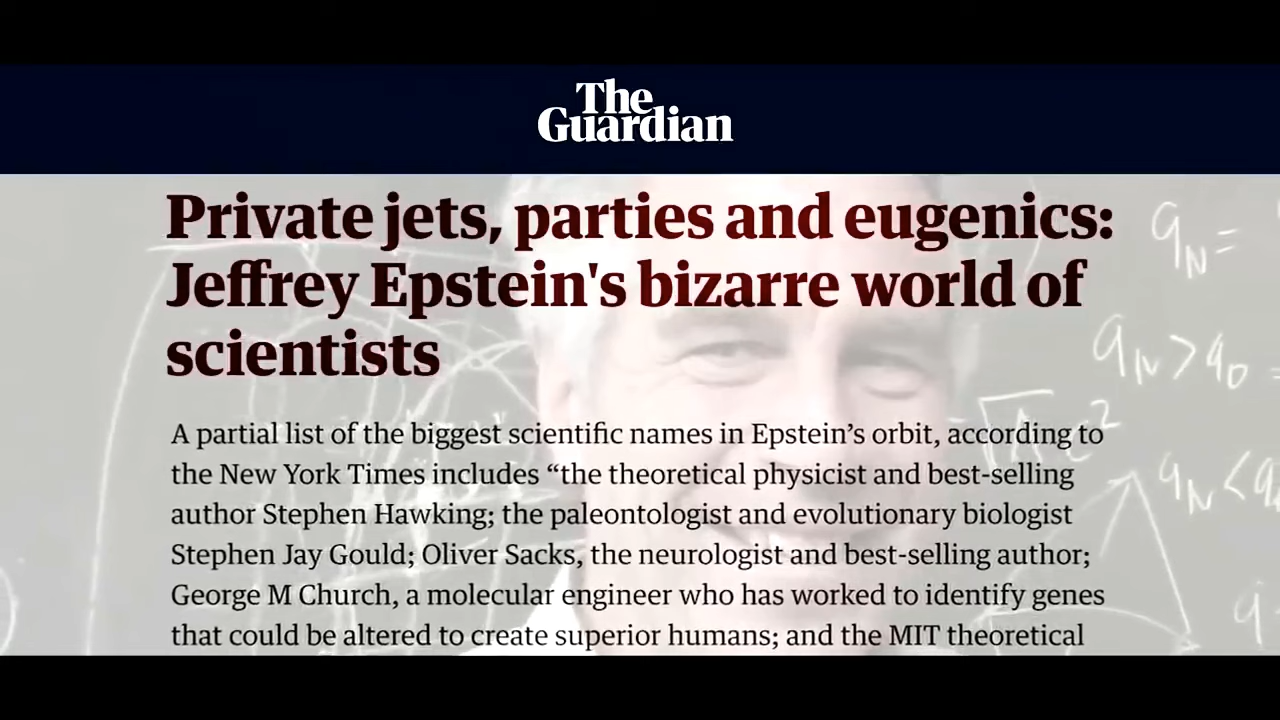 The
Guardian
Private jets, parties and eugenics:
Jeffrey Epstein's bizarre world of
scientists
A partial list of the biggest scientific names in Epstein’s orbit, according to
the New York Times includes “the theoretical physicist and best-selling
author Stephen Hawking; the paleontologist and evolutionary biologist
Stephen Jay Gould; Oliver Sacks, the neurologist and best-selling author;
George M Church, a molecular engineer who has worked to identify genes
that could be altered to create superior humans; and the MIT theoretical